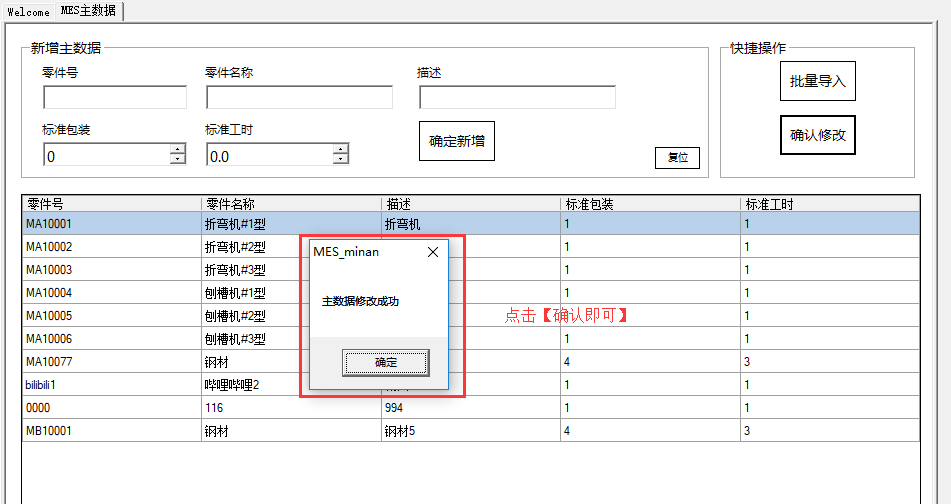 Welcome MES主数据
新增主数据 快捷操作
零件号 零件名称 描述
批量导入
标准包装 标准工时
确定新增 确认修改
0 0.0
复位
零件号 零件名称 描述 标准包装 标准工时
MA10001 折弯机#1型 折弯机 1 1
MA10002 折弯机#2型 1 1
MA10003 折弯机#3型 1 1
MA10004 刨槽机#1型 1 1
MA10005 刨槽机#2型 1
MA10006 刨槽机#3型 1 1
MA10077 钢材 4 3
bilibili1 哔哩哔哩2 1 1
0000 116 994 1 1
MB10001 钢材 钢材5 4 3
MES_minan
主数据修改成功
确定
点击【确认即可】